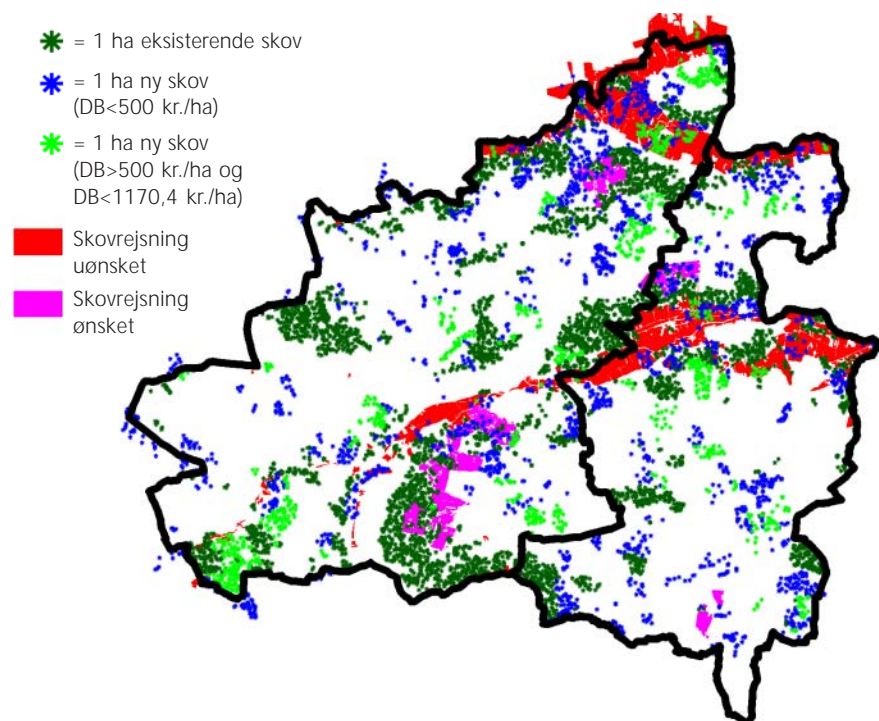 = 1 ha eksisterende skov
= 1 ha ny skov
(DB<500 kr./ha)
= 1 ha ny skov
(DB>500 kr./ha og
DB<1170,4 kr./ha)
Skovrejsning
uønsket
Skovrejsning
ønsket